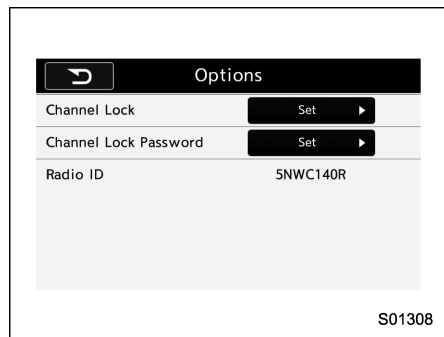 Options
Channel Lock Set
Channel Lock Password Set
Radio ID 5NWC140R
S01308